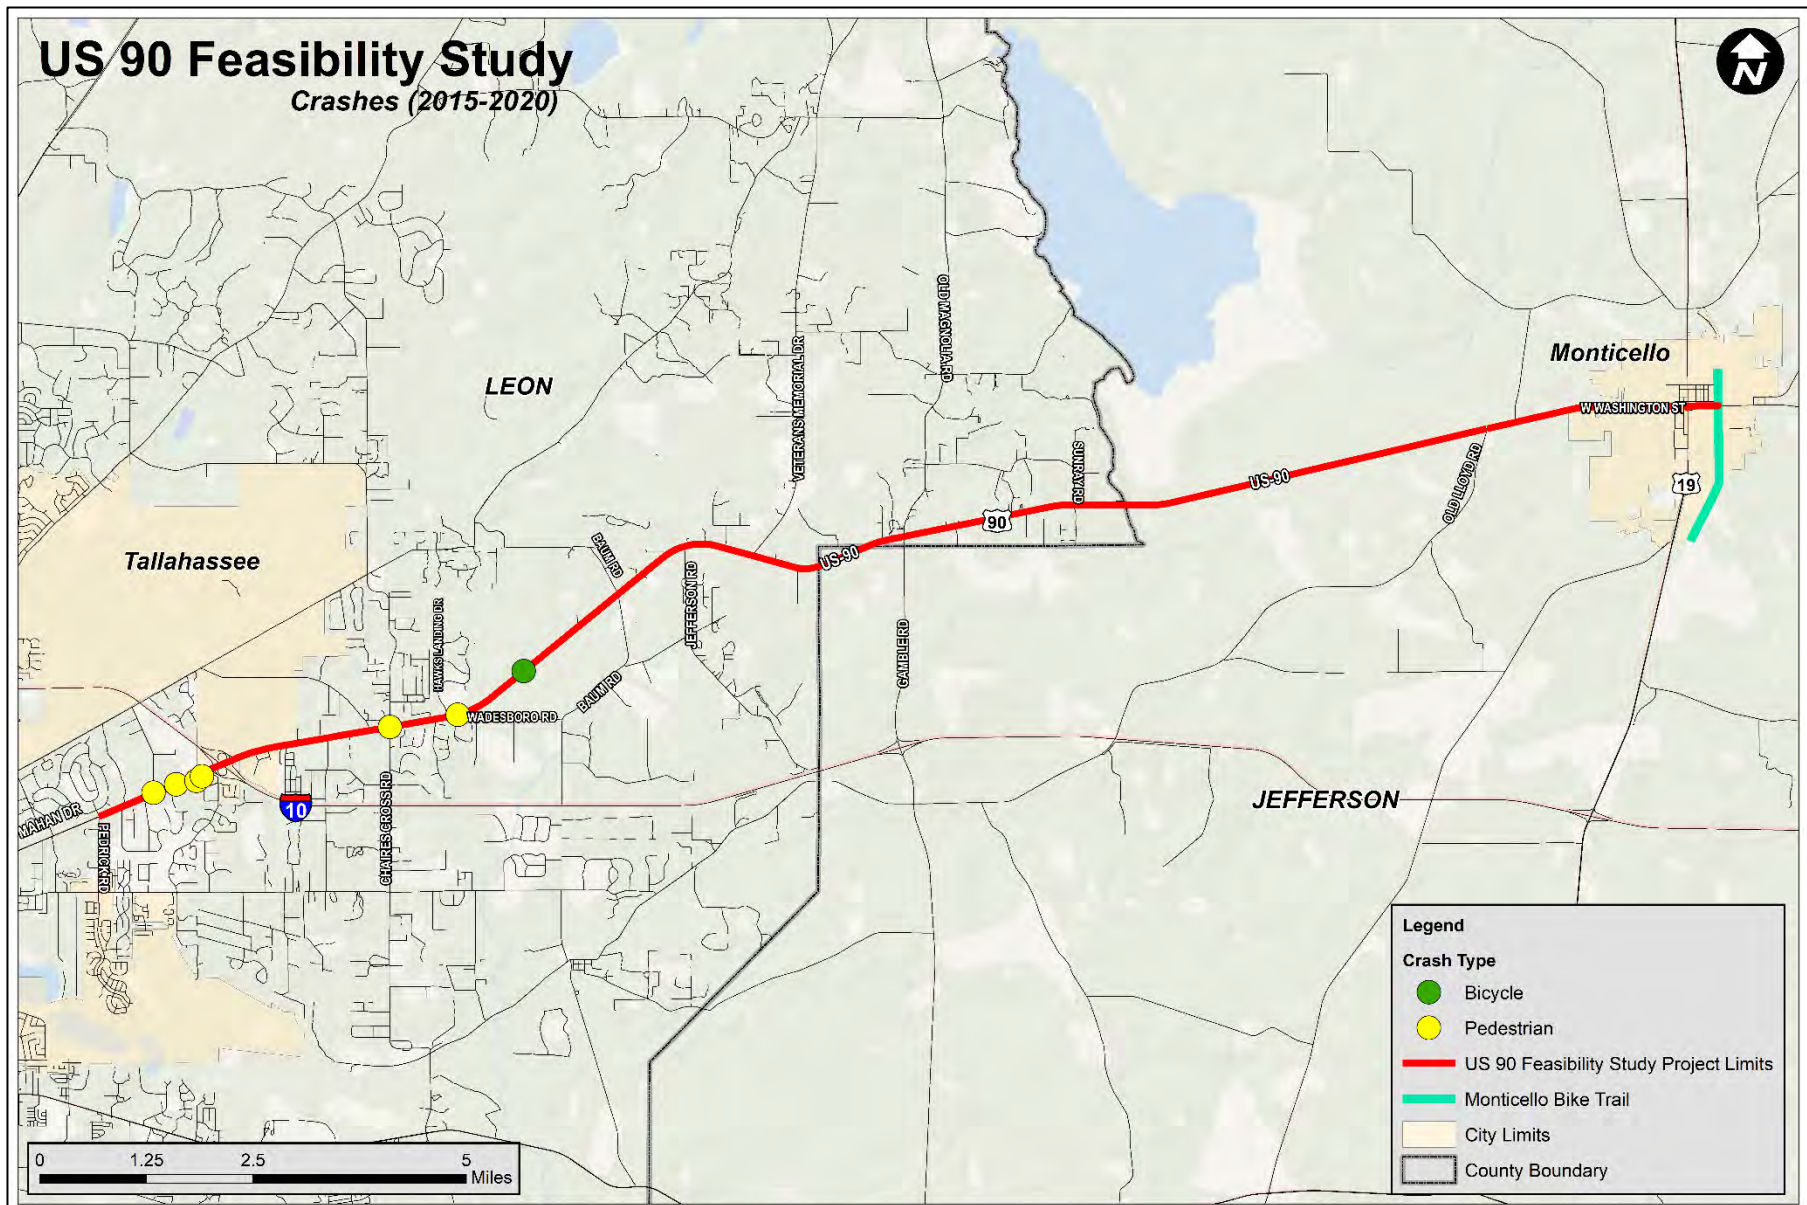 US 90 Feasibility Study
Crashes (2015-2020)
N
OLD MAGNOLIA RD
VETERANS MEMORIAL DR
Monticello
LEON
W WASHINGTON ST
SUNRAY RD
OLD LLOYD RD
US-90
19
90
Tallahassee
BAUM RD
US-90
JEFFERSON RD
HAWKS LANDING DR
GAMBLE RD
BAUM RD
WADESBORO RD
JEFFERSON
10
MAHAN DR
PEDRICK RD
CHAIRES CROSS RD
Legend
Crash Type
Bicycle
Pedestrian
US 90 Feasibility Study Project Limits
Monticello Bike Trail
City Limits
County Boundary
0 1.25 2.5 5
Miles